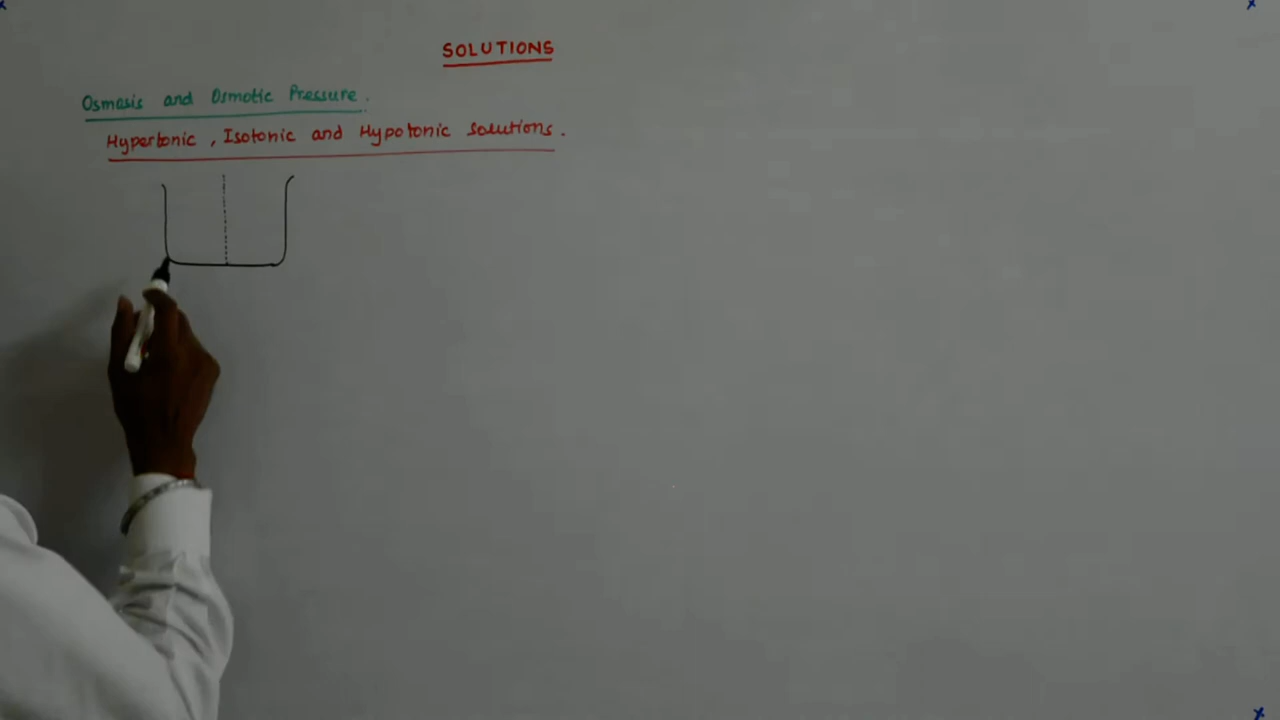 SOLUTIONS
Osmosis and Osmotic Pressure.
Hypertonic, Isotonic and Hypotonic Solutions.